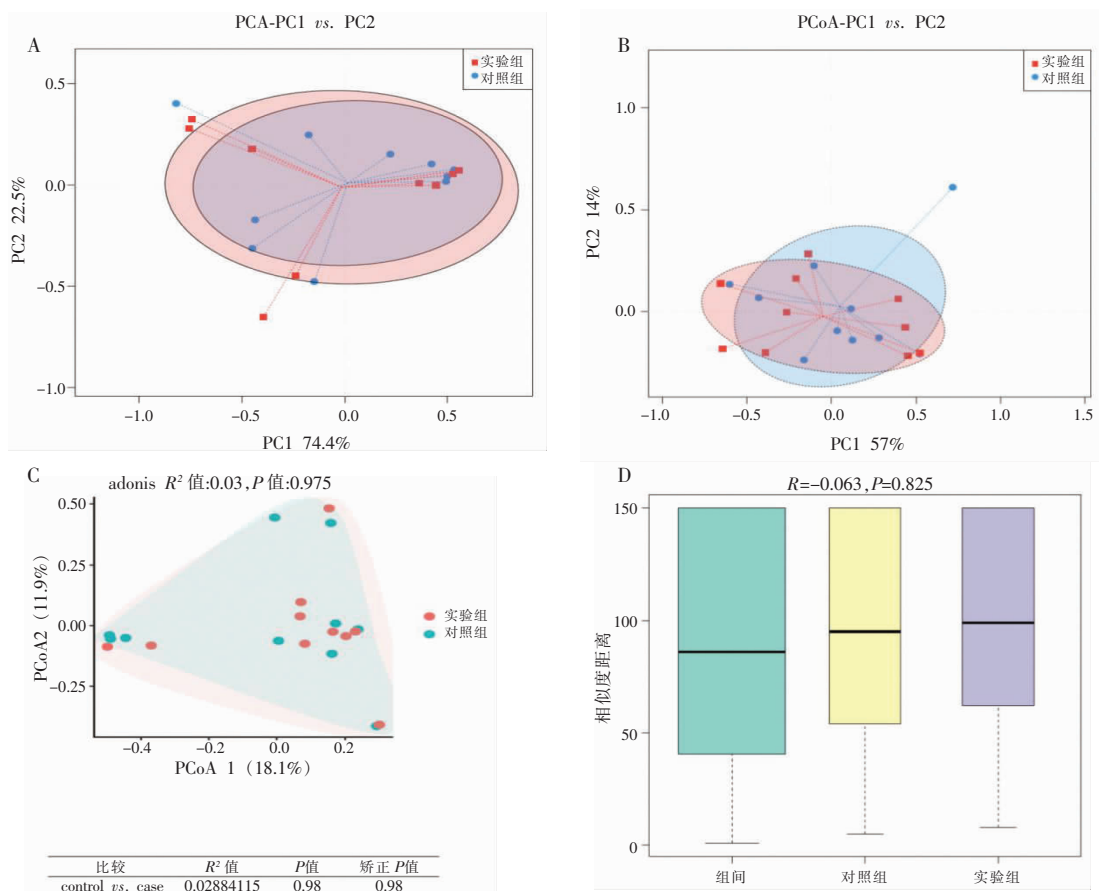 PCA-PC1 vs. PC2
A
实验组
对照组
0.5
0.0
−0.5
−1.0
PC2 22.5%
−1.0
−0.5
0.0
0.5
PC1 74.4%
PCoA-PC1 vs. PC2
B
实验组
对照组
1.0
0.5
0.0
PC2 14%
−1.0
−0.5
0.0
0.5
1.0
1.5
PC1 57%
C
adonis R² 值:0.03,P 值:0.975
0.50
0.25
0.00
−0.25
PCoA2 (11.9%)
实验组
对照组
−0.4
−0.2
0.0
0.2
PCoA 1 (18.1%)
比较 R² 值 P值 矫正 P值
control vs. case 0.02884115 0.98 0.98
D
R=−0.063,P=0.825
150
100
50
0
相似度距离
组间
对照组
实验组